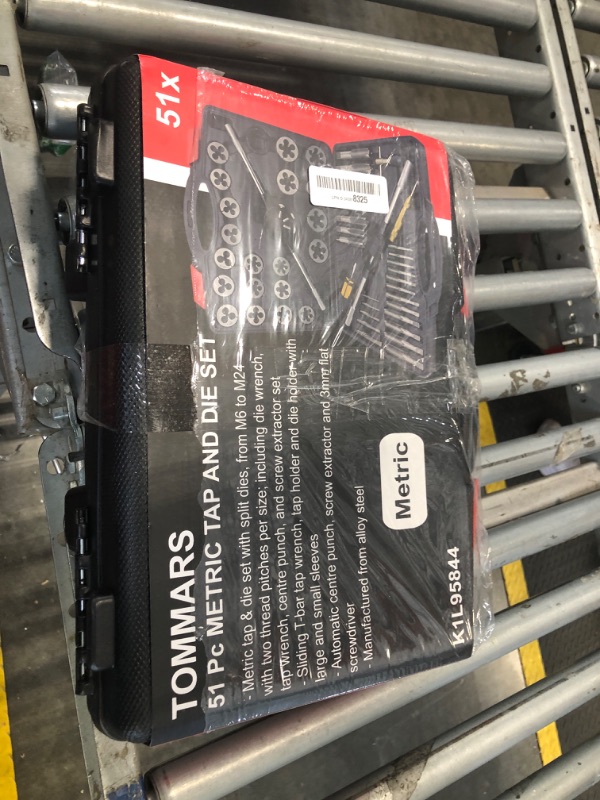 51x
8325
TOMMARS
51 Pc METRIC TAP AND DIE SET
- Metric tap & die set with split dies, from M6 to M24
with two thread pitches per size; including die wrench,
tap wrench, centre punch, and screw extractor set
- Sliding T-bar tap wrench, tap holder and die holder with
large and small sleeves
- Automatic centre punch, screw extractor and 3mm flat
screwdriver
- Manufactured from alloy steel
Metric
K1L95844